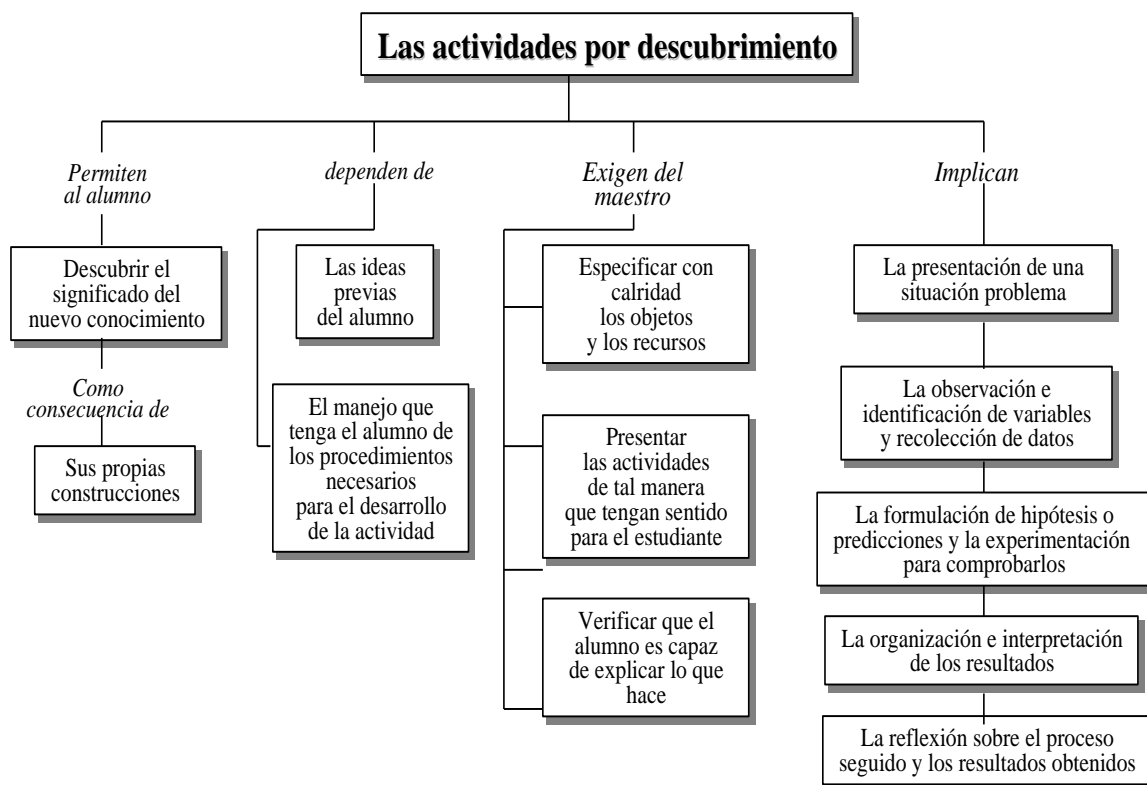 Las actividades por descubrimiento
Permiten
al alumno
Descubrir el
significado del
nuevo conocimiento
Como
consecuencia de
Sus propias
construcciones
dependen de
Las ideas
previas
del alumno
El manejo que
tenga el alumno de
los procedimientos
necesarios
para el desarrollo
de la actividad
Exigen del
maestro
Especificar con
calridad
los objetos
y los recursos
Presentar
las actividades
de tal manera
que tengan sentido
para el estudiante
Verificar que el
alumno es capaz
de explicar lo que
hace
Implican
La presentación de una
situación problema
La observación e
identificación de variables
y recolección de datos
La formulación de hipótesis o
predicciones y la experimentación
para comprobarlos
La organización e interpretación
de los resultados
La reflexión sobre el proceso
seguido y los resultados obtenidos